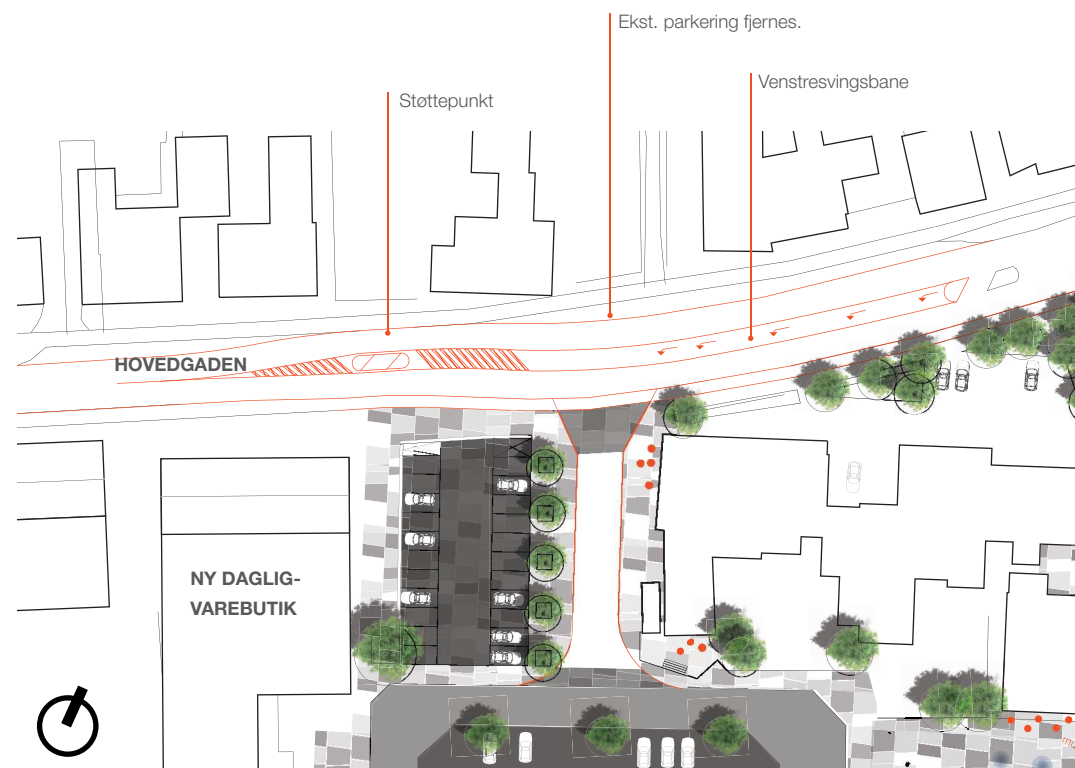 Ekst. parkering fjernes.
Venstresvingsbane
Støttepunkt
HOVEDGADEN
NY DAGLIG-
VAREBUTIK